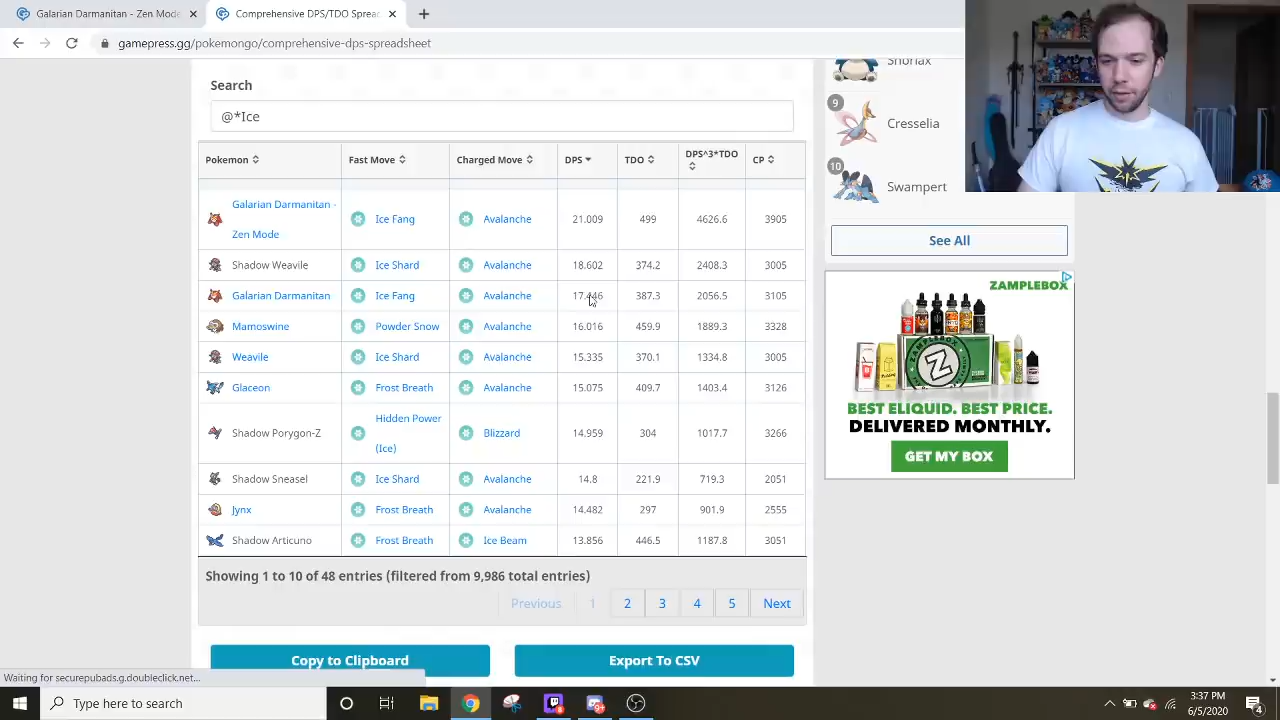 Galarian Darmanitan - Zen Mode
Comprehensive DPS/TDO Spread
gamepress.gg/pokemongo/comprehensive-dps-spreadsheet
Search
@*Ice
Pokemon Fast Move Charged Move DPS TDO DPS^3*TDO CP
Galarian Darmanitan -
Zen Mode
Ice Fang Avalanche 21.009 499 4626.6 3905
Shadow Weavile Ice Shard Avalanche 18.602 374.2 2408.3 3005
Galarian Darmanitan Ice Fang Avalanche 17.446 387.3 2056.5 3105
Mamoswine Powder Snow Avalanche 16.016 459.9 1889.3 3328
Weavile Ice Shard Avalanche 15.335 370.1 1334.8 3005
Glaceon Frost Breath Avalanche 15.075 409.7 1403.4 3126
Shadow Porygon-Z
Hidden Power
(Ice)
Blizzard 14.959 304 1017.7 3266
Shadow Sneasel Ice Shard Avalanche 14.8 221.9 719.3 2051
Jynx Frost Breath Avalanche 14.482 297 901.9 2555
Shadow Articuno Frost Breath Ice Beam 13.856 446.5 1187.8 3051
Showing 1 to 10 of 48 entries (filtered from 9,986 total entries)
Previous 1 2 3 4 5 Next
Copy to Clipboard
Export To CSV
Snorlax
9
Cresselia
10
Swampert
See All
ZAMPLEBOX
Z
BEST ELIQUID. BEST PRICE.
DELIVERED MONTHLY.
GET MY BOX
Waiting for securepubads.g.doubleclick.net...
Type here to search
3:37 PM
6/5/2020
4